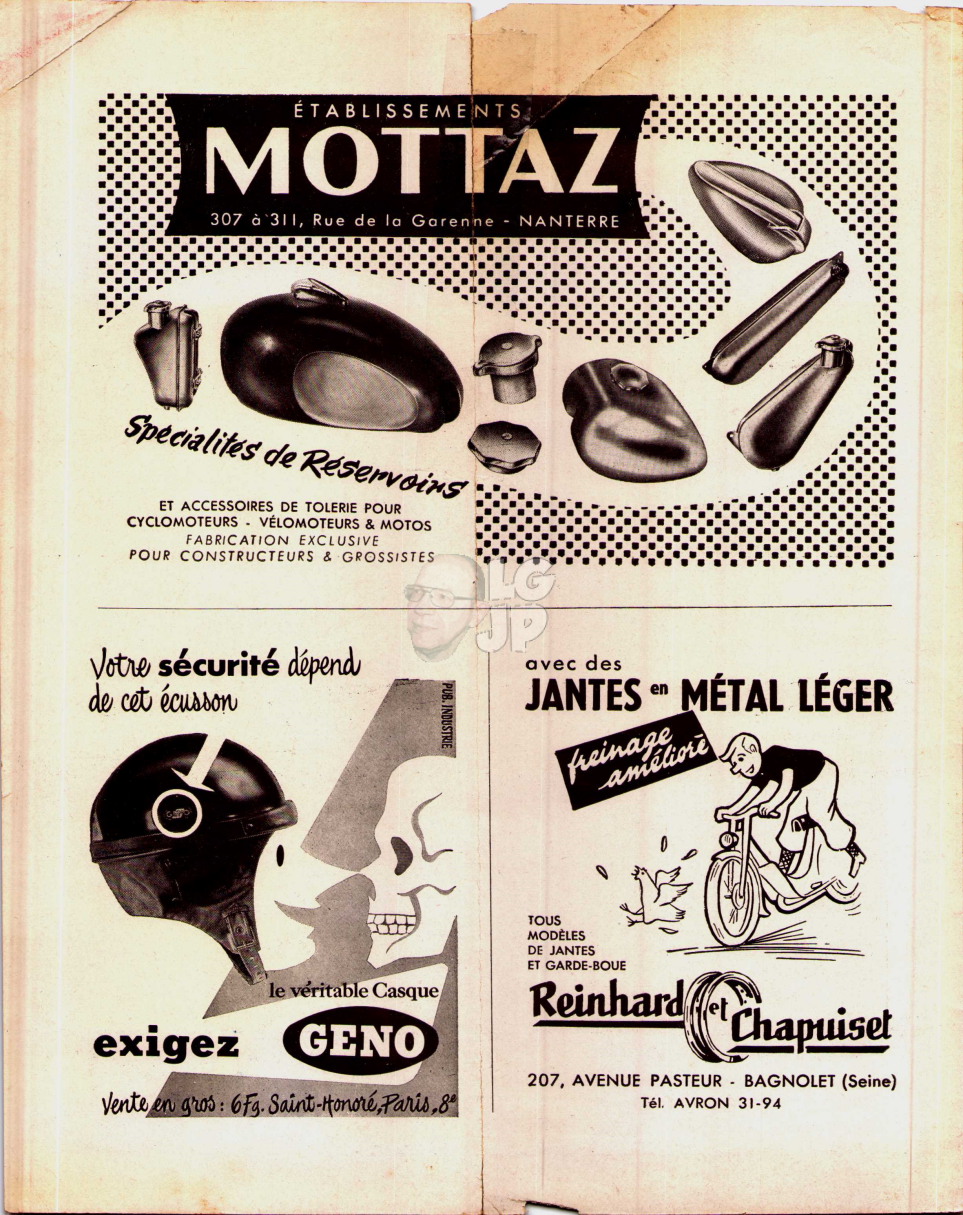 ÉTABLISSEMENTS
MOTTAZ
307 à 311, Rue de la Garenne - NANTERRE
Spécialités de Réservoirs
ET ACCESSOIRES DE TOLERIE POUR
CYCLOMOTEURS - VÉLOMOTEURS & MOTOS
FABRICATION EXCLUSIVE
POUR CONSTRUCTEURS & GROSSISTES
LG
JP
Votre sécurité dépend
de cet écusson
PUB. INDUSTRIE
le véritable Casque
exigez GENO
Vente en gros : 6 Fg. Saint-Honoré, Paris, 8e
avec des
JANTES en MÉTAL LÉGER
freinage
amélioré
TOUS
MODÈLES
DE JANTES
ET GARDE-BOUE
Reinhard et Chapuiset
207, AVENUE PASTEUR - BAGNOLET (Seine)
Tél. AVRON 31-94